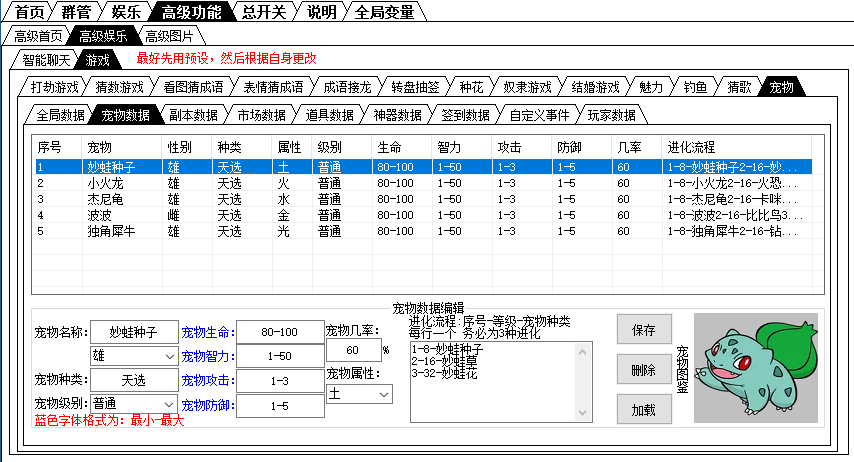 首页 群管 娱乐 高级功能 总开关 说明 全局变量
高级首页 高级娱乐 高级图片
智能聊天 游戏 最好先用预设，然后根据自身更改
打劫游戏 猜数游戏 看图猜成语 表情猜成语 成语接龙 转盘抽签 种花 奴隶游戏 结婚游戏 魅力 钓鱼 猜歌 宠物
全局数据 宠物数据 副本数据 市场数据 道具数据 神器数据 签到数据 自定义事件 玩家数据
序号 宠物 性别 种类 属性 级别 生命 智力 攻击 防御 几率 进化流程
1 妙蛙种子 雄 天选 土 普通 80-100 1-50 1-3 1-5 60 1-8-妙蛙种子2-16-妙...
2 小火龙 雄 天选 火 普通 80-100 1-50 1-3 1-5 60 1-8-小火龙2-16-火恐...
3 杰尼龟 雄 天选 水 普通 80-100 1-50 1-3 1-5 60 1-8-杰尼龟2-16-卡咪...
4 波波 雌 天选 金 普通 80-100 1-50 1-3 1-5 60 1-8-波波2-16-比比鸟3...
5 独角犀牛 雄 天选 光 普通 80-100 1-50 1-3 1-5 60 1-8-独角犀牛2-16-钻...
宠物数据编辑
宠物名称: 妙蛙种子
雄
宠物种类: 天选
宠物级别: 普通
蓝色字体格式为：最小-最大
宠物生命: 80-100
宠物智力: 1-50
宠物攻击: 1-3
宠物防御: 1-5
宠物几率:
60 %
宠物属性:
土
进化流程:序号-等级-宠物种类
每行一个 务必为3种进化
1-8-妙蛙种子
2-16-妙蛙草
3-32-妙蛙花
保存
删除
加载
宠物图鉴